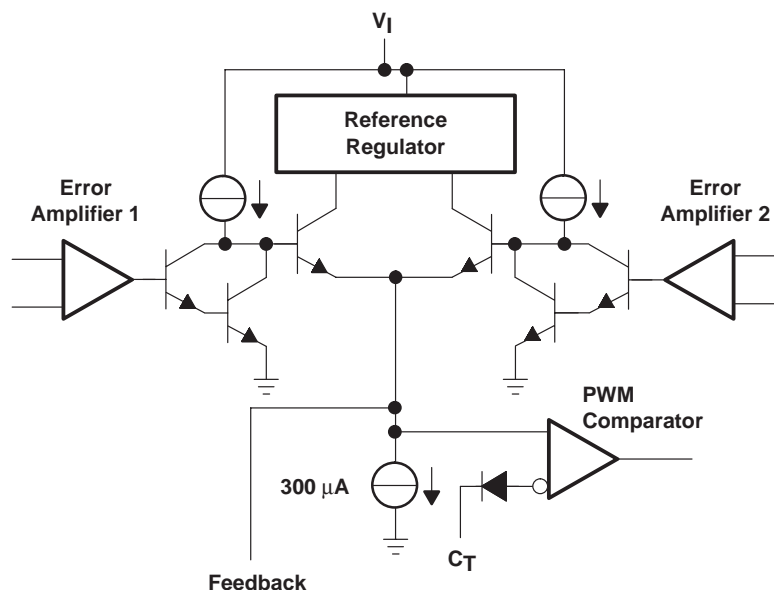 VI
Reference
Regulator
Error
Amplifier 1
Error
Amplifier 2
PWM
Comparator
300 μA
CT
Feedback